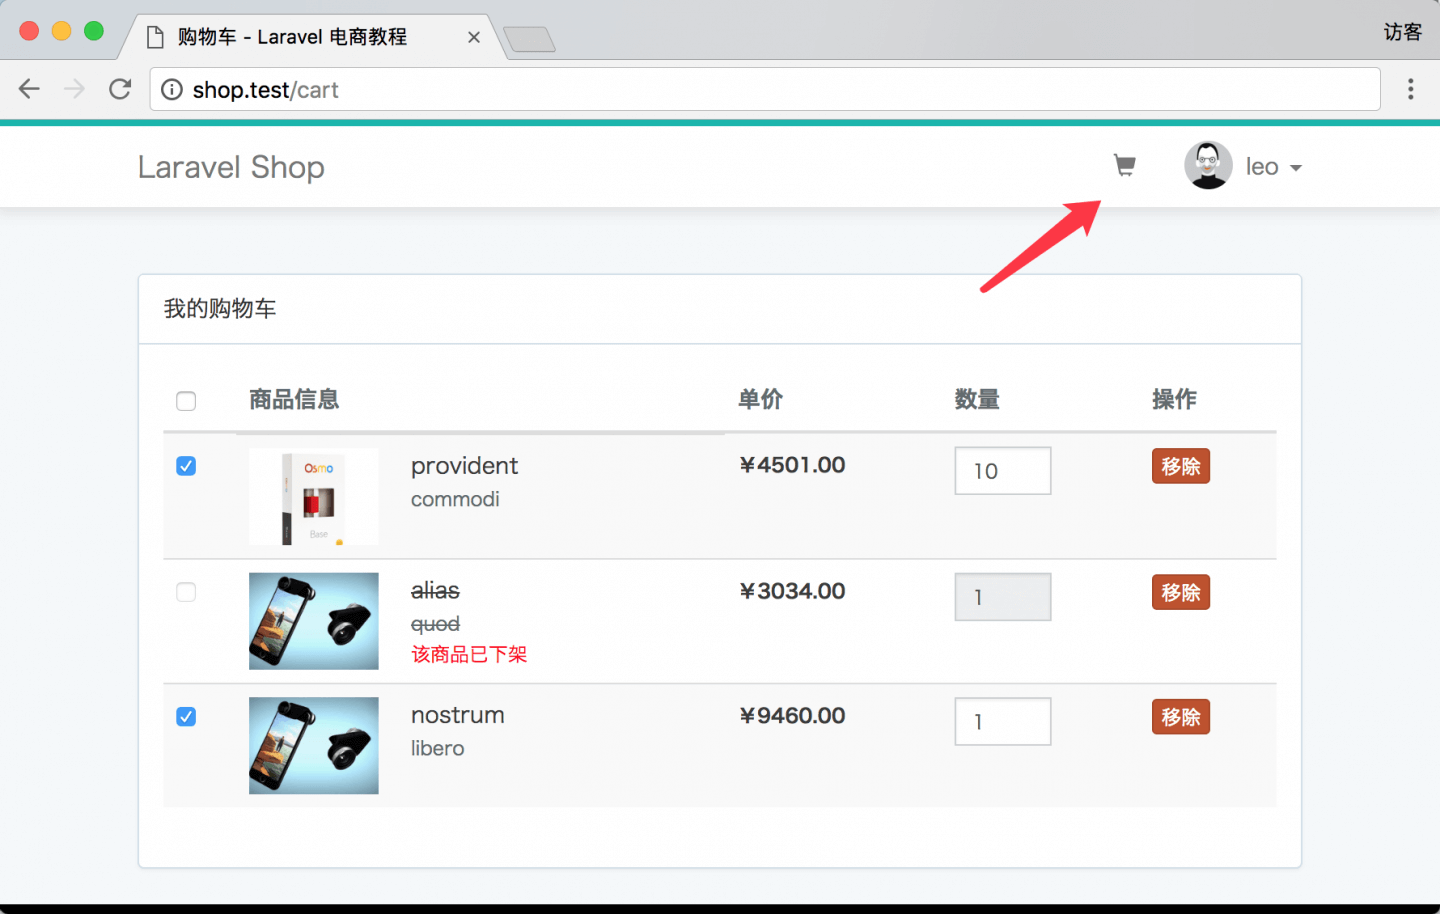 购物车 - Laravel 电商教程
访客
shop.test/cart
Laravel Shop
leo
我的购物车
商品信息 单价 数量 操作
Osmo
Base
provident ¥4501.00 10 移除
commodi
alias ¥3034.00 1 移除
quod
该商品已下架
nostrum ¥9460.00 1 移除
libero